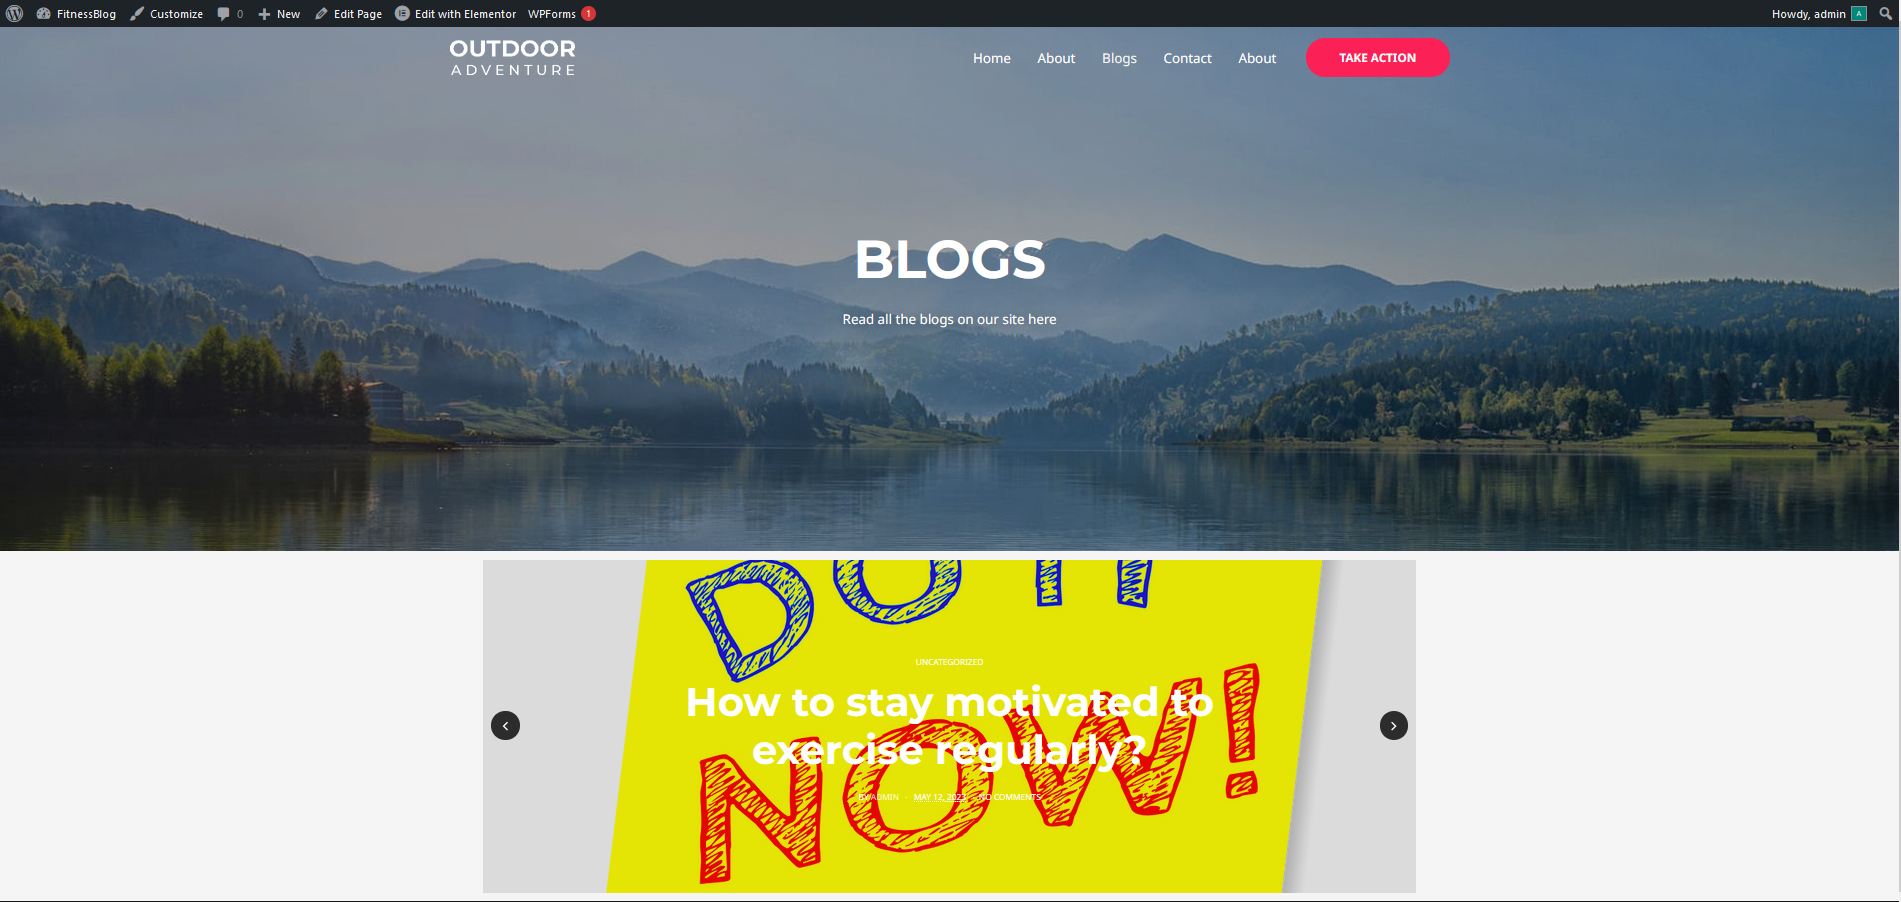 FitnessBlog Customize 0 New Edit Page Edit with Elementor WPForms 1 Howdy, admin A
OUTDOOR
ADVENTURE
Home About Blogs Contact About TAKE ACTION
BLOGS
Read all the blogs on our site here
DO IT
NOW!
UNCATEGORIZED
How to stay motivated to
exercise regularly?
BY ADMIN - MAY 12, 2023 - NO COMMENTS